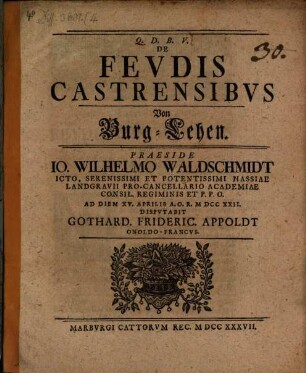 Q. D. B. V.
DE
FEVDIS
CASTRENSIBVS
Von
Burg-Lehen.
PRAESIDE
IO. WILHELMO WALDSCHMIDT
ICTO, SERENISSIMI ET POTENTISSIMI HASSIAE
LANDGRAVII PRO-CANCELLARIO ACADEMIAE
CONSIL. REGIMINIS ET P. P. O.
AD DIEM XV. APRILIS A. O. R. M DCC XXII.
DISPVTABIT
GOTHARD. FRIDERIC. APPOLDT
ONOLDO-FRANCVS.
MARBVRGI CATTORVM REC. M DCC XXXVII.
30.